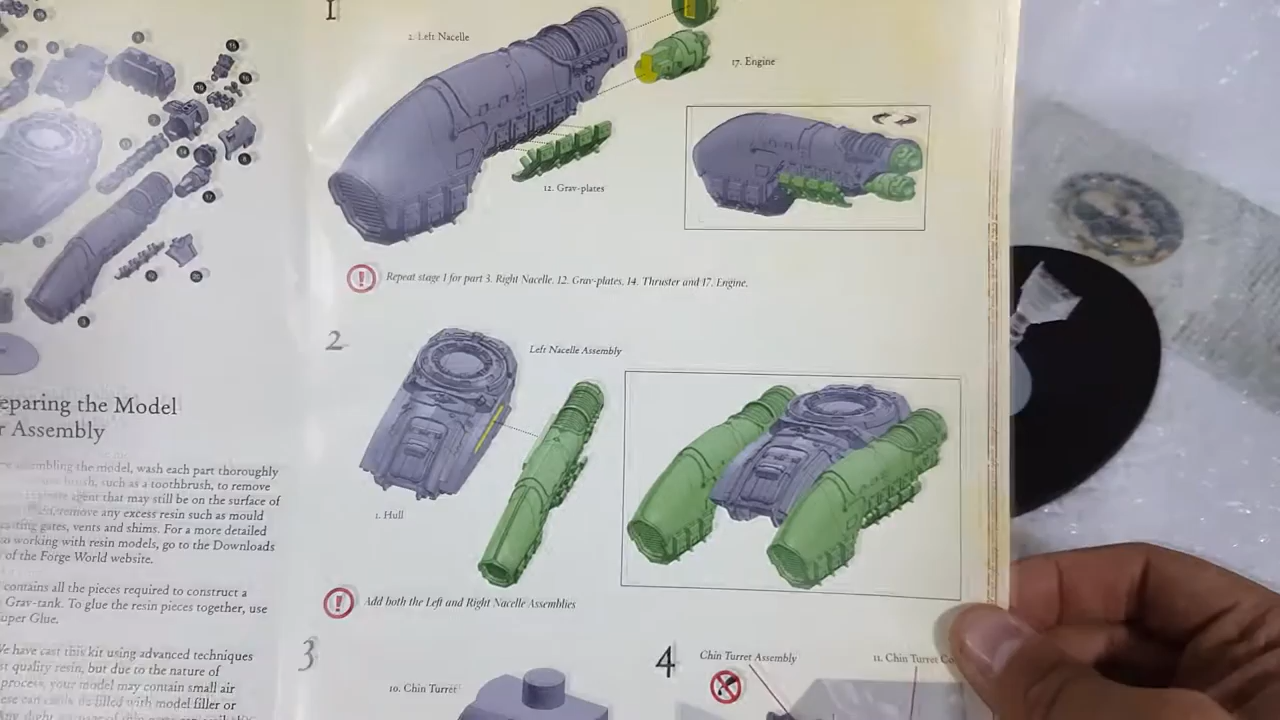 1
2. Left Nacelle
17. Engine
12. Grav-plates
Repeat stage 1 for part 3. Right Nacelle, 12. Grav-plates, 14. Thruster and 17. Engine.
2
Left Nacelle Assembly
1. Hull
Add both the Left and Right Nacelle Assemblies
3
10. Chin Turret
4
Chin Turret Assembly
11. Chin Turret
eparing the Model
r Assembly
assembling the model, wash each part thoroughly
brush, such as a toothbrush, to remove
agent that may still be on the surface of
remove any excess resin such as mould
gates, vents and shims. For a more detailed
working with resin models, go to the Downloads
of the Forge World website.
contains all the pieces required to construct a
Grav-tank. To glue the resin pieces together, use
uper Glue.
We have cast this kit using advanced techniques
quality resin, but due to the nature of
process, your model may contain small air
be filled with model filler or